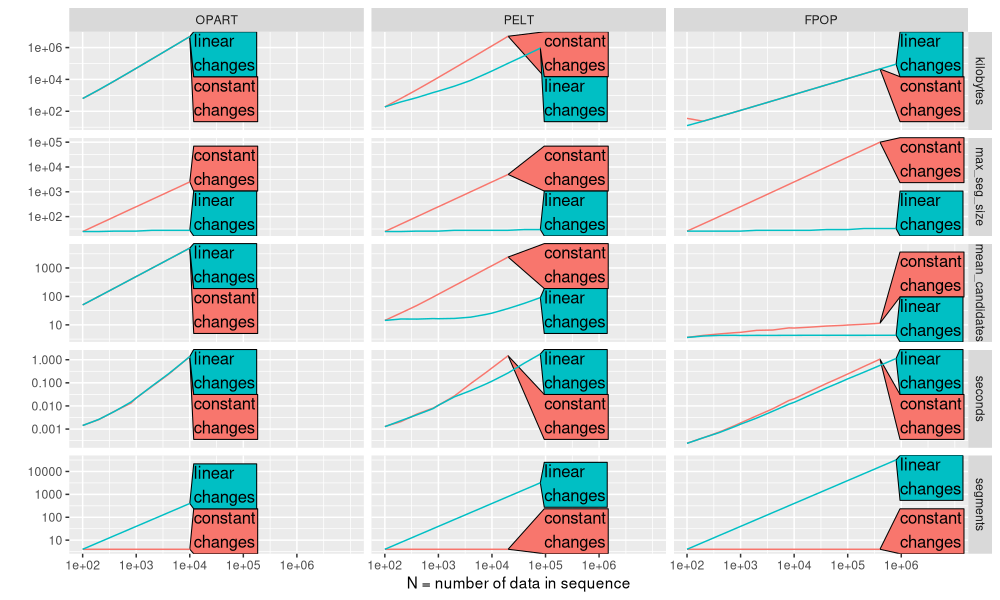 OPART PELT FPOP
1e+06
1e+04
1e+02
linear
changes
constant
changes
constant
changes
linear
changes
linear
changes
constant
changes
kilobytes
1e+05
1e+04
1e+03
1e+02
constant
changes
linear
changes
constant
changes
linear
changes
constant
changes
linear
changes
max_seg_size
1000
100
10
linear
changes
constant
changes
constant
changes
linear
changes
constant
changes
linear
changes
mean_candidates
1.000
0.100
0.010
0.001
linear
changes
constant
changes
linear
changes
constant
changes
linear
changes
constant
changes
seconds
10000
1000
100
10
linear
changes
constant
changes
linear
changes
constant
changes
linear
changes
constant
changes
segments
1e+02 1e+03 1e+04 1e+05 1e+06 1e+02 1e+03 1e+04 1e+05 1e+06 1e+02 1e+03 1e+04 1e+05 1e+06
N = number of data in sequence